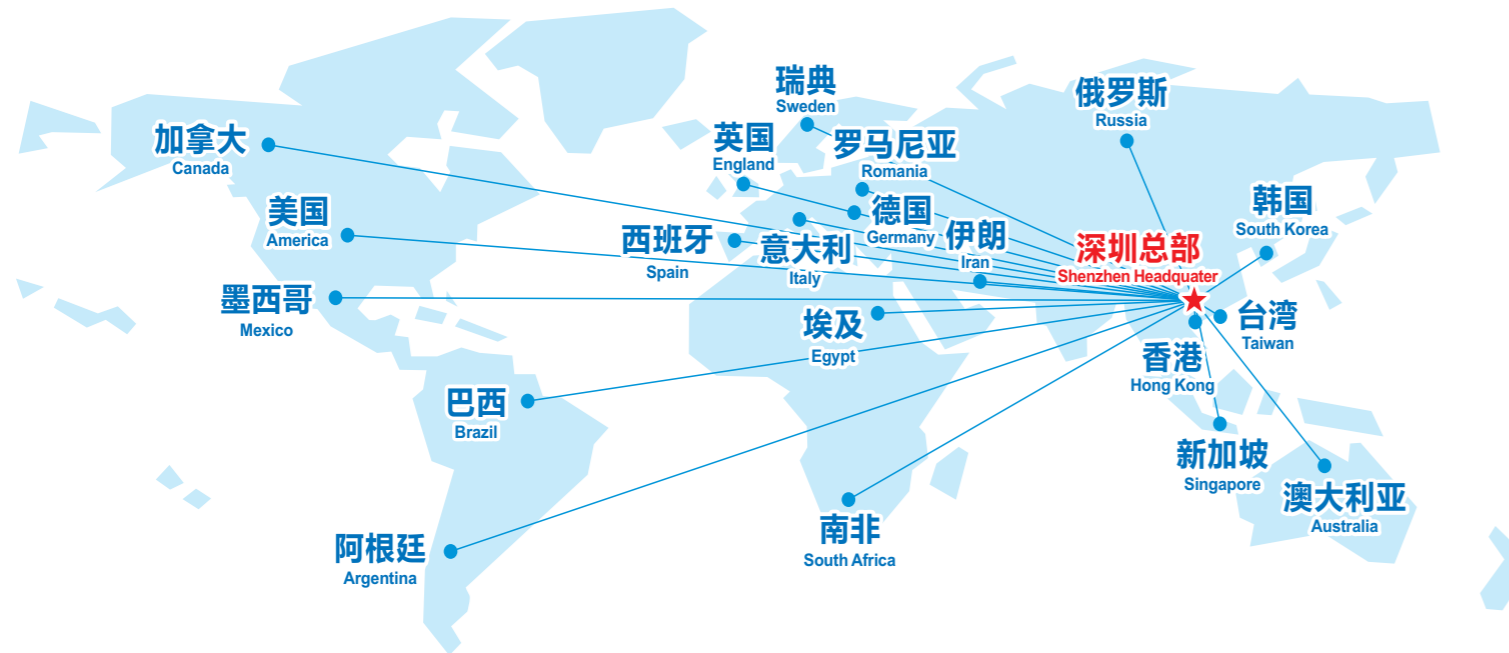 瑞典
Sweden
俄罗斯
Russia
加拿大
Canada
英国
England
罗马尼亚
Romania
美国
America
德国
Germany
韩国
South Korea
西班牙
Spain
意大利
Italy
伊朗
Iran
深圳总部
Shenzhen Headquater
墨西哥
Mexico
埃及
Egypt
台湾
Taiwan
香港
Hong Kong
巴西
Brazil
新加坡
Singapore
澳大利亚
Australia
南非
South Africa
阿根廷
Argentina